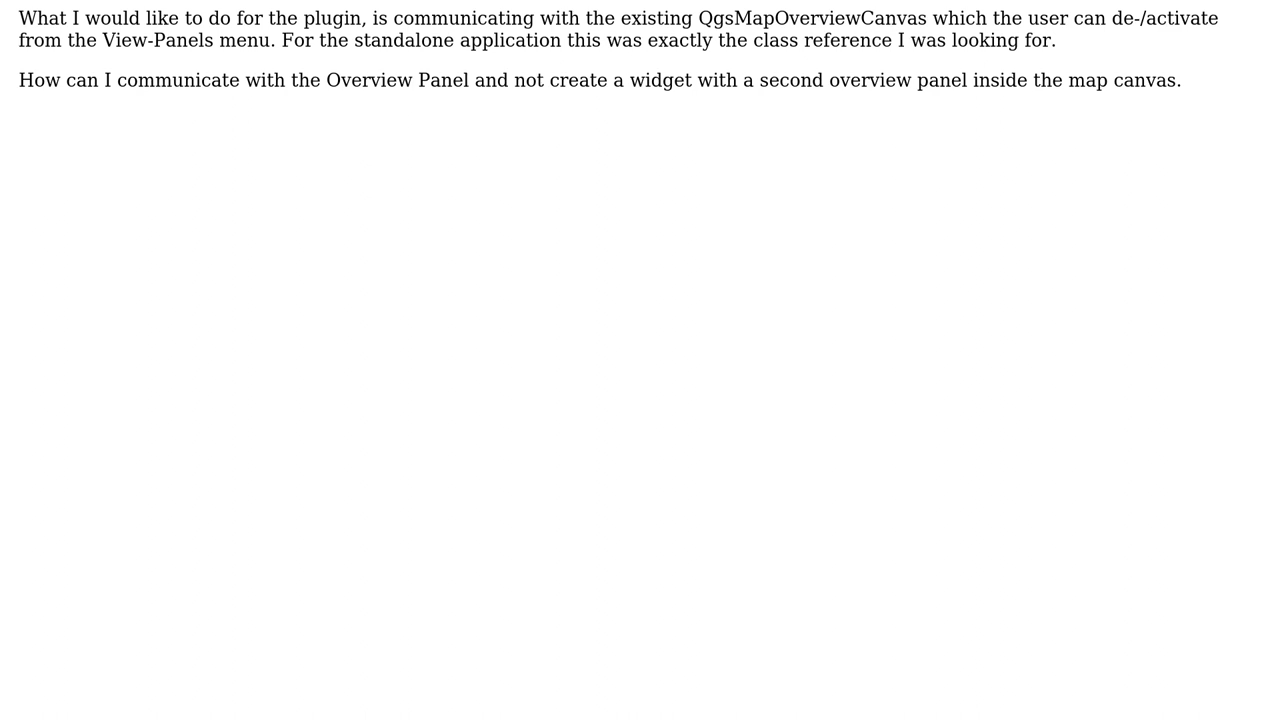 What I would like to do for the plugin, is communicating with the existing QgsMapOverviewCanvas which the user can de-/activate
from the View-Panels menu. For the standalone application this was exactly the class reference I was looking for.
How can I communicate with the Overview Panel and not create a widget with a second overview panel inside the map canvas.